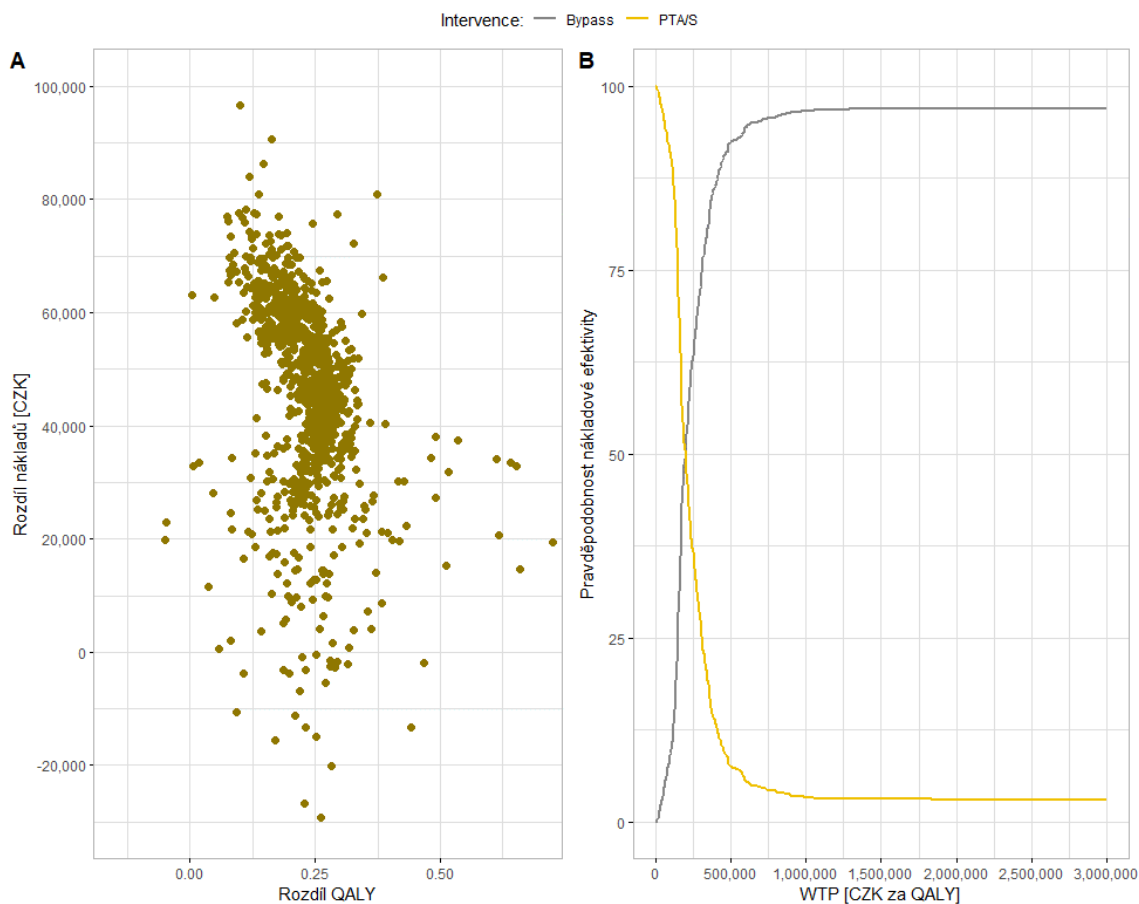 Intervence: Bypass PTA/S
A
100,000
80,000
60,000
40,000
20,000
0
-20,000
Rozdíl nákladů [CZK]
0.00 0.25 0.50
Rozdíl QALY
B
100
75
50
25
0
Pravděpodobnost nákladové efektivity
0 500,000 1,000,000 1,500,000 2,000,000 2,500,000 3,000,000
WTP [CZK za QALY]